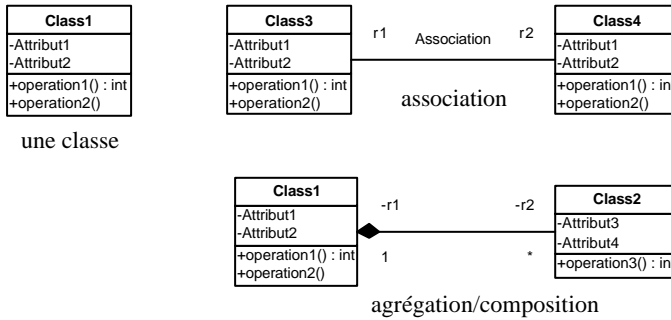 Class1
-Attribut1
-Attribut2
+operation1() : int
+operation2()
une classe
Class3
-Attribut1
-Attribut2
+operation1() : int
+operation2()
r1
Association
r2
association
Class4
-Attribut1
-Attribut2
+operation1() : int
+operation2()
Class1
-Attribut1
-Attribut2
+operation1() : int
+operation2()
-r1
-r2
1
*
Class2
-Attribut3
-Attribut4
+operation3() : int
agrégation/composition